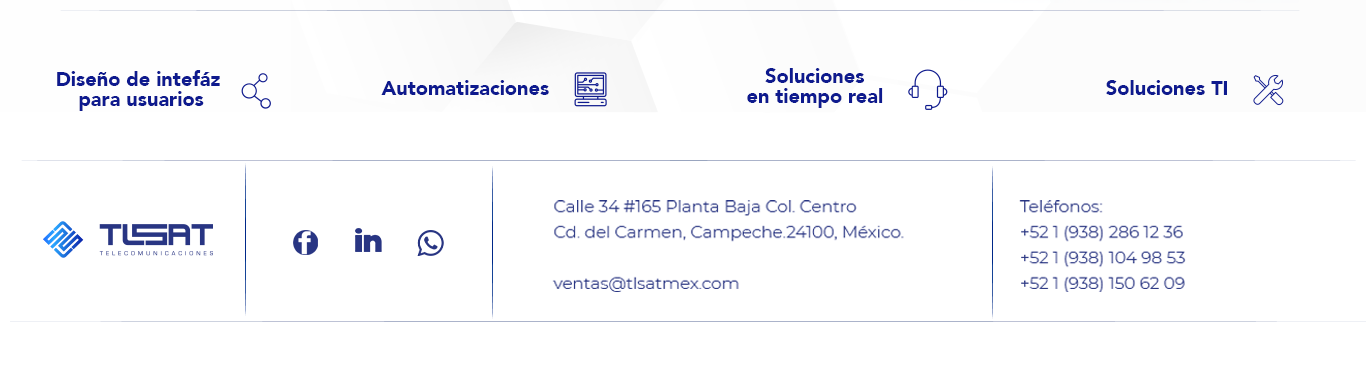 Diseño de intefáz
para usuarios
Automatizaciones
Soluciones
en tiempo real
Soluciones TI
TLSAT
TELECOMUNICACIONES
Calle 34 #165 Planta Baja Col. Centro
Cd. del Carmen, Campeche.24100, México.
ventas@tlsatmex.com
Teléfonos:
+52 1 (938) 286 12 36
+52 1 (938) 104 98 53
+52 1 (938) 150 62 09